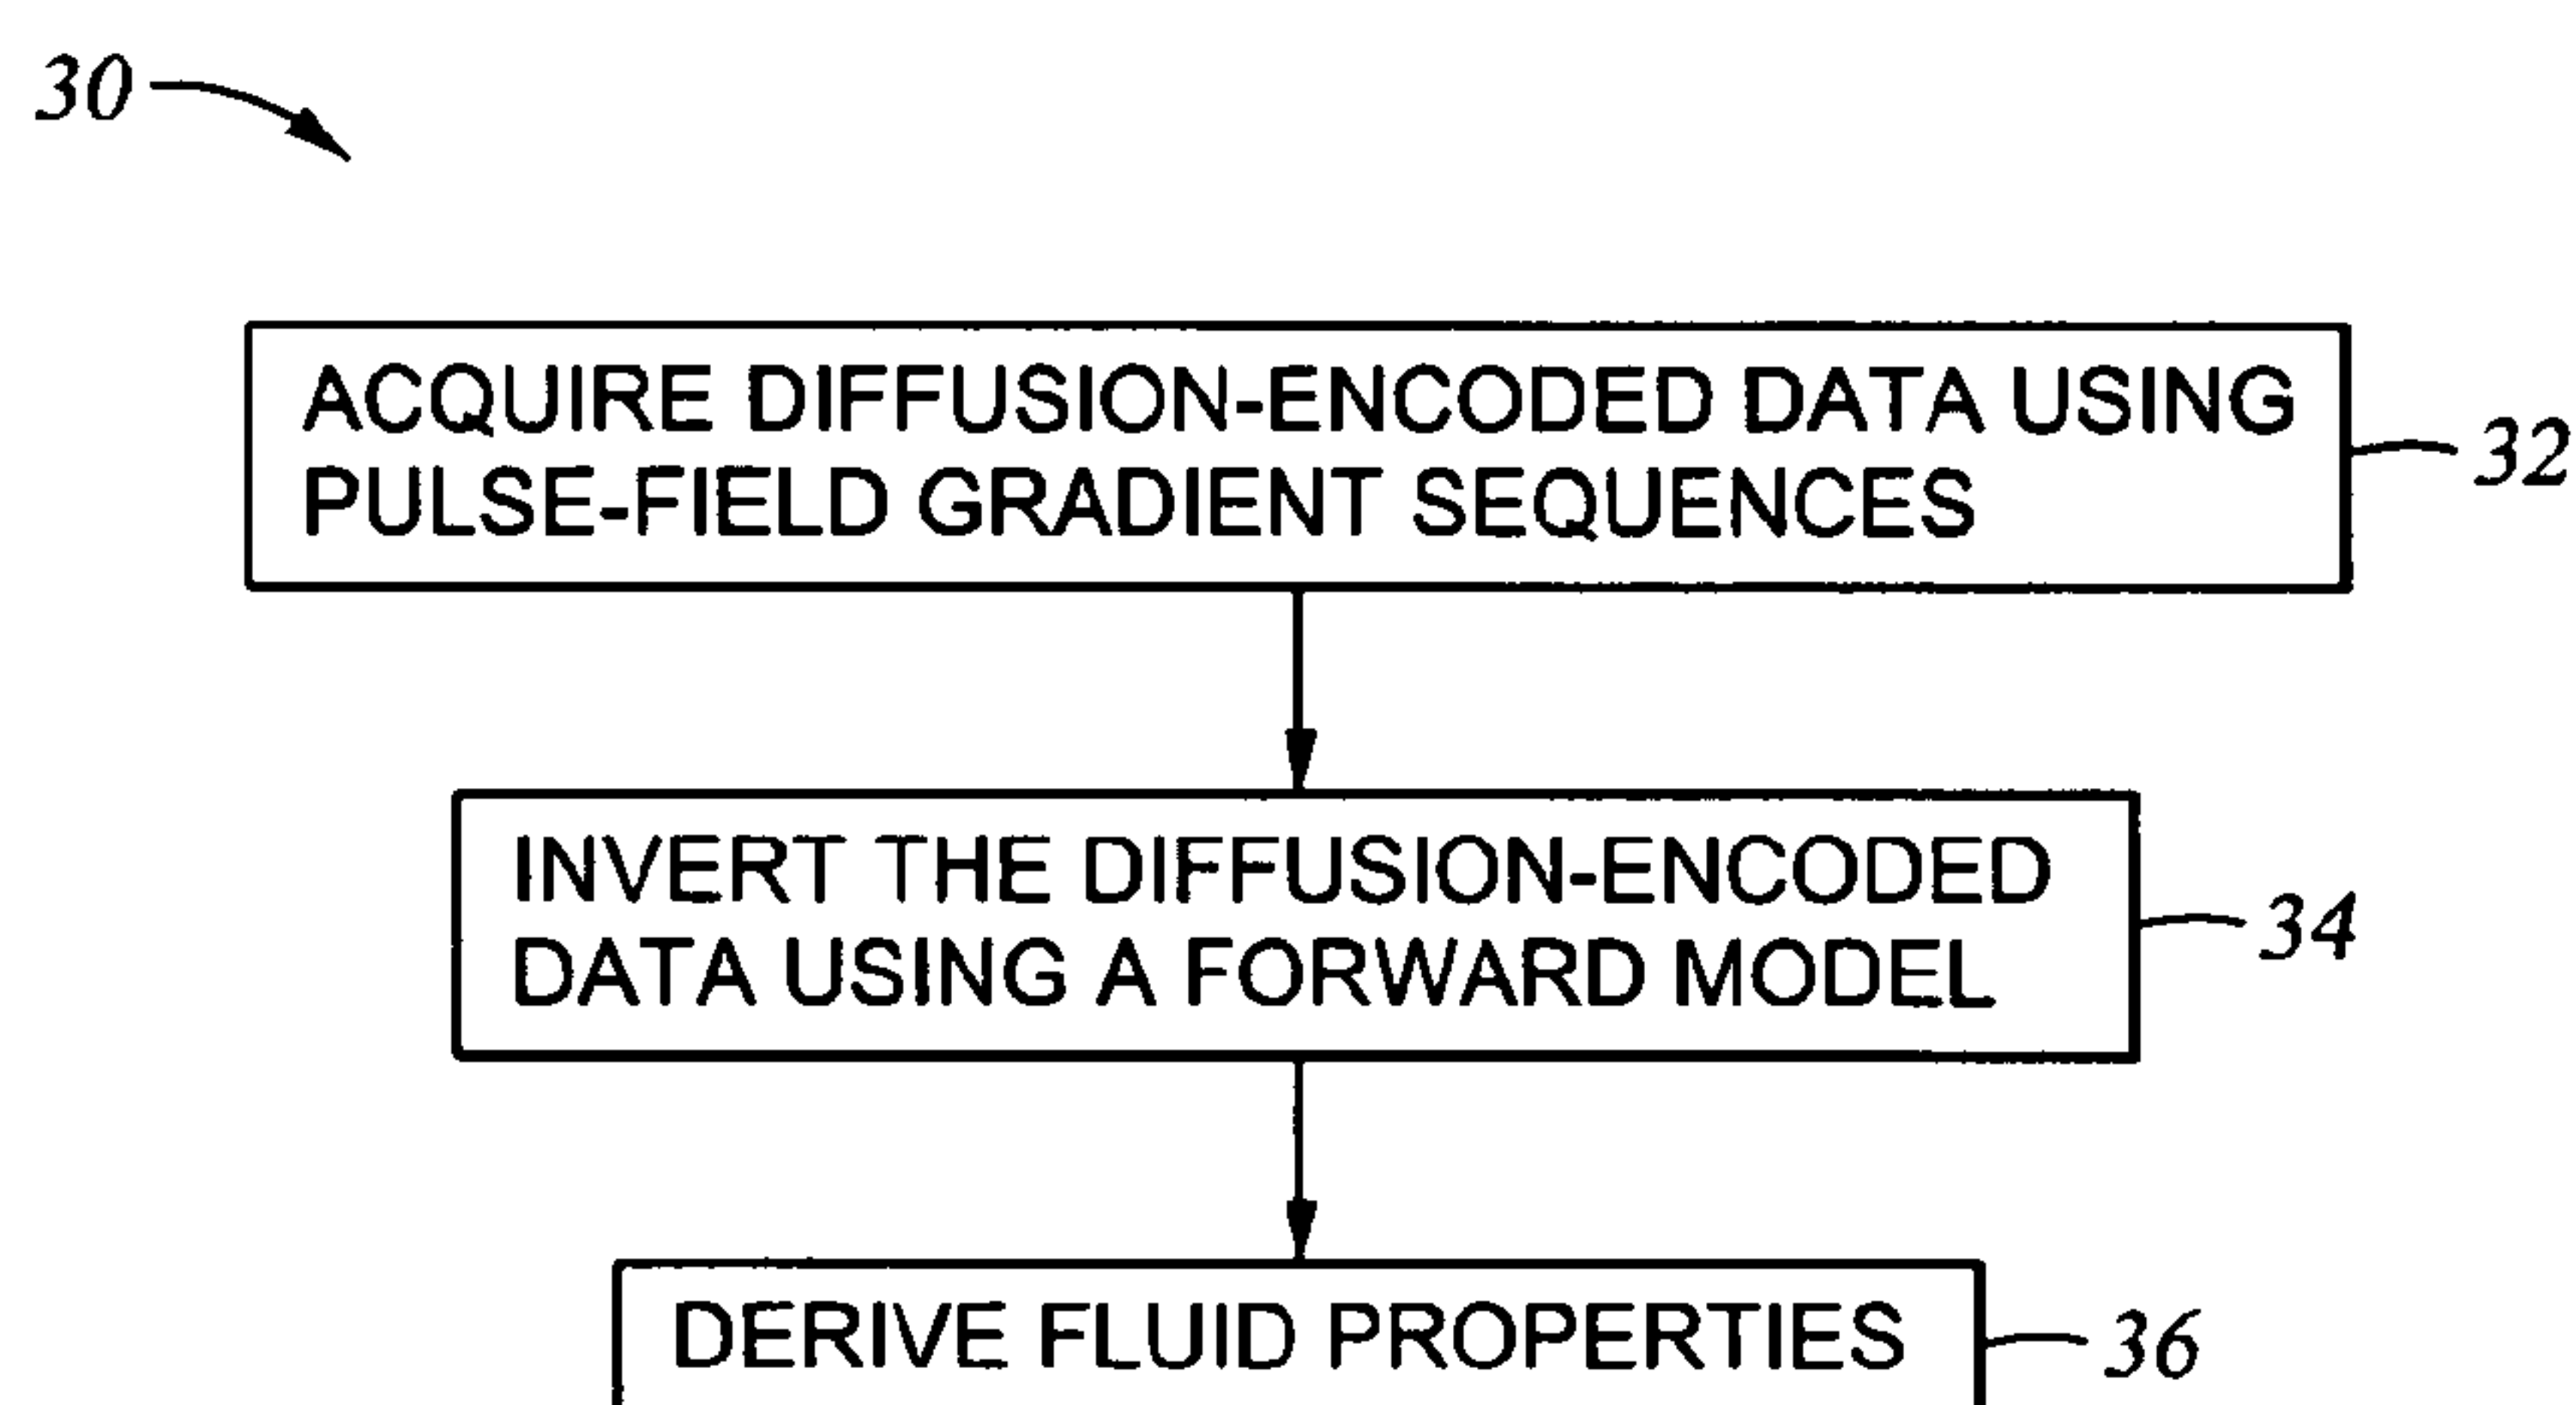 30
ACQUIRE DIFFUSION-ENCODED DATA USING
PULSE-FIELD GRADIENT SEQUENCES
32
INVERT THE DIFFUSION-ENCODED
DATA USING A FORWARD MODEL
34
DERIVE FLUID PROPERTIES
36